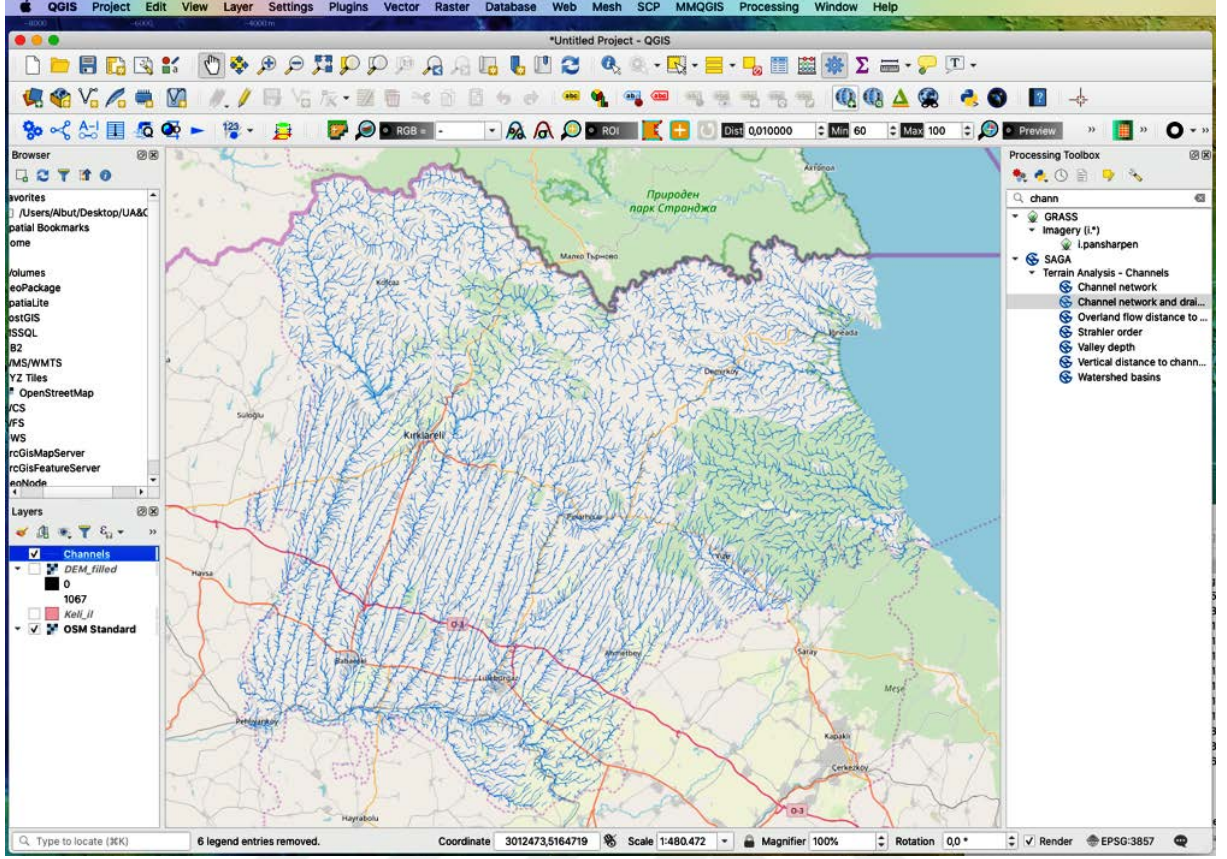 QGIS Project Edit View Layer Settings Plugins Vector Raster Database Web Mesh SCP MMQGIS Processing Window Help
*Untitled Project - QGIS
RGB = - ROI Dist 0,010000 Min 60 Max 100 Preview » » »
Browser
avorites
/Users/Albut/Desktop/UA&C
patial Bookmarks
ome
/olumes
eoPackage
patiaLite
ostGIS
ISSQL
B2
/MS/WMTS
YZ Tiles
OpenStreetMap
/CS
/FS
ows
rcGisMapServer
rcGisFeatureServer
eoNode
Layers
Channels
DEM_filled
0
1067
Keli_il
OSM Standard
Processing Toolbox
chann
GRASS
Imagery (i.*)
i.pansharpen
SAGA
Terrain Analysis - Channels
Channel network
Channel network and drai...
Overland flow distance to ...
Strahler order
Valley depth
Vertical distance to chann...
Watershed basins
Ахтопол
Природен
парк Странджа
Малко Търново
Kofçaz
İğneada
Demirköy
Süloğlu
Kırklareli
Pınarhisar
Vize
Havsa
O-3
Ahmetbey
Saray
Babaeski
Lüleburgaz
Meşe
Pehlivanköy
Kapaklı
Çerkezköy
O-3
Hayrabolu
Type to locate (⌘K) 6 legend entries removed. Coordinate 3012473,5164719 Scale 1:480.472 Magnifier 100% Rotation 0,0 ° Render EPSG:3857